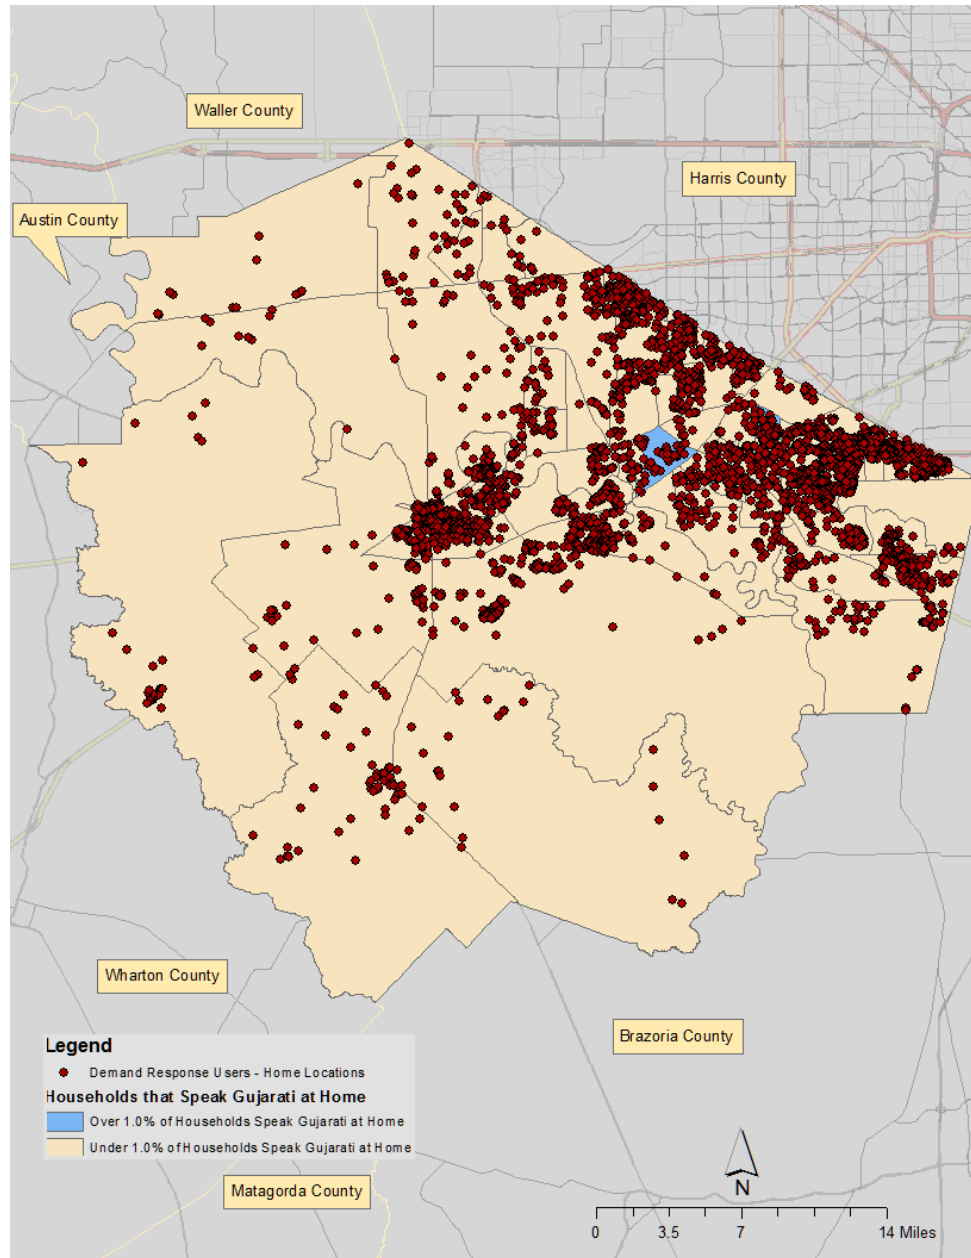 Waller County
Harris County
Austin County
Wharton County
Brazoria County
Legend
Demand Response Users - Home Locations
Households that Speak Gujarati at Home
Over 1.0% of Households Speak Gujarati at Home
Under 1.0% of Households Speak Gujarati at Home
Matagorda County
N
0 3.5 7 14 Miles